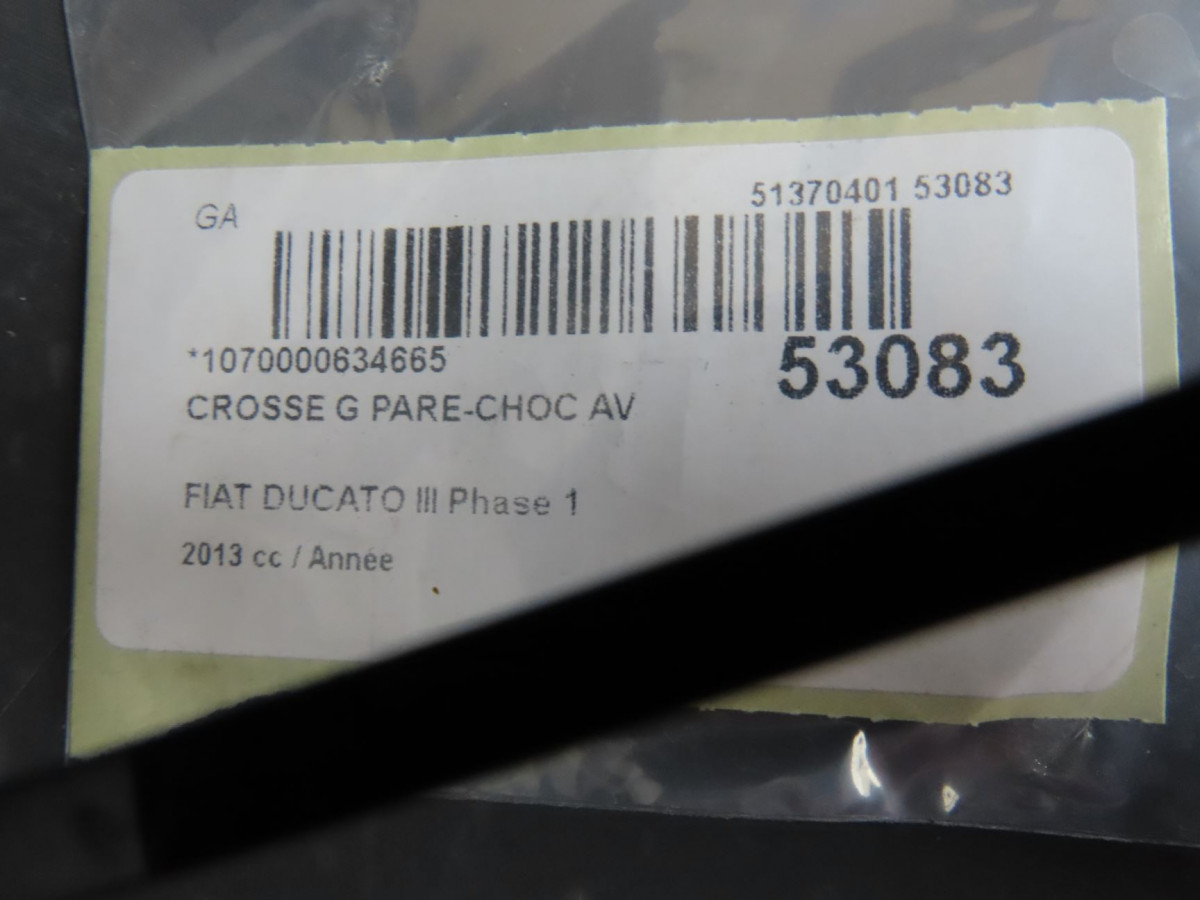 GA
51370401 53083
*1070000634665
53083
CROSSE G PARE-CHOC AV
FIAT DUCATO III Phase 1
2013 cc / Année